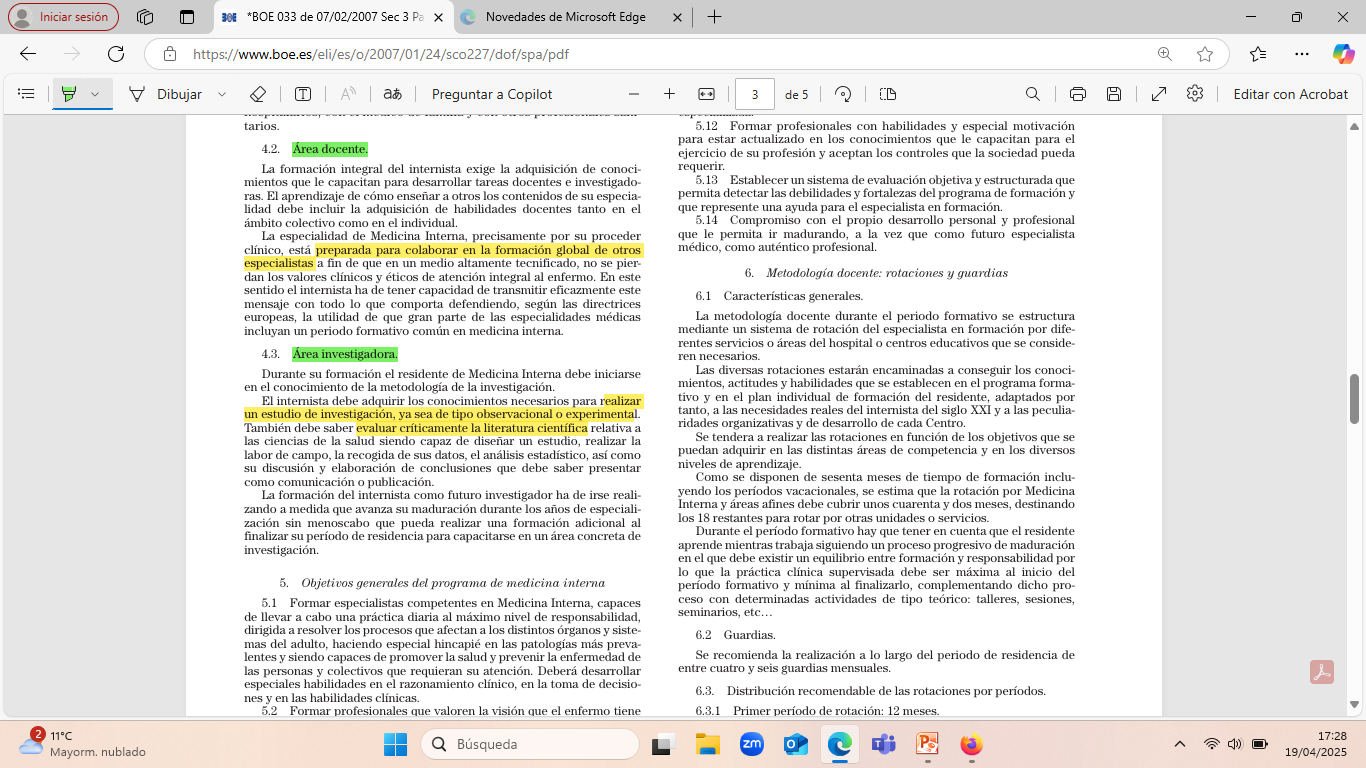 Iniciar sesión
*BOE 033 de 07/02/2007 Sec 3 Pa
Novedades de Microsoft Edge
https://www.boe.es/eli/es/o/2007/01/24/sco227/dof/spa/pdf
Dibujar
Preguntar a Copilot
3
de 5
Editar con Acrobat
tarios.
4.2. Área docente.
La formación integral del internista exige la adquisición de conoci-
mientos que le capacitan para desarrollar tareas docentes e investigado-
ras. El aprendizaje de cómo enseñar a otros los contenidos de su especia-
lidad debe incluir la adquisición de habilidades docentes tanto en el
ámbito colectivo como en el individual.
La especialidad de Medicina Interna, precisamente por su proceder
clínico, está preparada para colaborar en la formación global de otros
especialistas a fin de que en un medio altamente tecnificado, no se pier-
dan los valores clínicos y éticos de atención integral al enfermo. En este
sentido el internista ha de tener capacidad de transmitir eficazmente este
mensaje con todo lo que comporta defendiendo, según las directrices
europeas, la utilidad de que gran parte de las especialidades médicas
incluyan un periodo formativo común en medicina interna.
4.3. Área investigadora.
Durante su formación el residente de Medicina Interna debe iniciarse
en el conocimiento de la metodología de la investigación.
El internista debe adquirir los conocimientos necesarios para realizar
un estudio de investigación, ya sea de tipo observacional o experimental.
También debe saber evaluar críticamente la literatura científica relativa a
las ciencias de la salud siendo capaz de diseñar un estudio, realizar la
labor de campo, la recogida de sus datos, el análisis estadístico, así como
su discusión y elaboración de conclusiones que debe saber presentar
como comunicación o publicación.
La formación del internista como futuro investigador ha de irse reali-
zando a medida que avanza su maduración durante los años de especiali-
zación sin menoscabo que pueda realizar una formación adicional al
finalizar su período de residencia para capacitarse en un área concreta de
investigación.
5. Objetivos generales del programa de medicina interna
5.1 Formar especialistas competentes en Medicina Interna, capaces
de llevar a cabo una práctica diaria al máximo nivel de responsabilidad,
dirigida a resolver los procesos que afectan a los distintos órganos y siste-
mas del adulto, haciendo especial hincapié en las patologías más preva-
lentes y siendo capaces de promover la salud y prevenir la enfermedad de
las personas y colectivos que requieran su atención. Deberá desarrollar
especiales habilidades en el razonamiento clínico, en la toma de decisio-
nes y en las habilidades clínicas.
5.2 Formar profesionales que valoren la visión que el enfermo tiene
5.12 Formar profesionales con habilidades y especial motivación
para estar actualizado en los conocimientos que le capacitan para el
ejercicio de su profesión y aceptan los controles que la sociedad pueda
requerir.
5.13 Establecer un sistema de evaluación objetiva y estructurada que
permita detectar las debilidades y fortalezas del programa de formación y
que represente una ayuda para el especialista en formación.
5.14 Compromiso con el propio desarrollo personal y profesional
que le permita ir madurando, a la vez que como futuro especialista
médico, como auténtico profesional.
6. Metodología docente: rotaciones y guardias
6.1 Características generales.
La metodología docente durante el periodo formativo se estructura
mediante un sistema de rotación del especialista en formación por dife-
rentes servicios o áreas del hospital o centros educativos que se conside-
ren necesarios.
Las diversas rotaciones estarán encaminadas a conseguir los conoci-
mientos, actitudes y habilidades que se establecen en el programa forma-
tivo y en el plan individual de formación del residente, adaptados por
tanto, a las necesidades reales del internista del siglo XXI y a las peculia-
ridades organizativas y de desarrollo de cada Centro.
Se tendera a realizar las rotaciones en función de los objetivos que se
puedan adquirir en las distintas áreas de competencia y en los diversos
niveles de aprendizaje.
Como se disponen de sesenta meses de tiempo de formación inclu-
yendo los períodos vacacionales, se estima que la rotación por Medicina
Interna y áreas afines debe cubrir unos cuarenta y dos meses, destinando
los 18 restantes para rotar por otras unidades o servicios.
Durante el período formativo hay que tener en cuenta que el residente
aprende mientras trabaja siguiendo un proceso progresivo de maduración
en el que debe existir un equilibrio entre formación y responsabilidad por
lo que la práctica clínica supervisada debe ser máxima al inicio del
período formativo y mínima al finalizarlo, complementando dicho pro-
ceso con determinadas actividades de tipo teórico: talleres, sesiones,
seminarios, etc…
6.2 Guardias.
Se recomienda la realización a lo largo del periodo de residencia de
entre cuatro y seis guardias mensuales.
6.3. Distribución recomendable de las rotaciones por períodos.
6.3.1 Primer período de rotación: 12 meses.
2
11°C
Mayorm. nublado
Búsqueda
17:28
19/04/2025